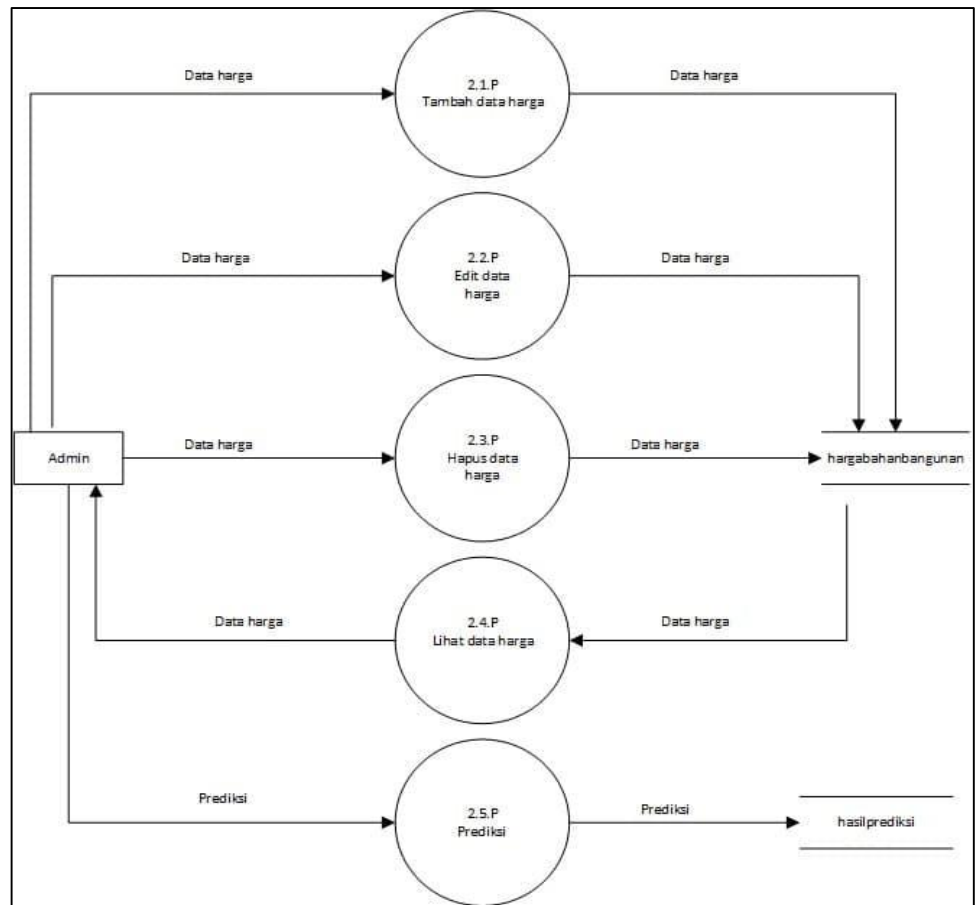 Data harga
2.1.P
Tambah data harga
Data harga
Data harga
2.2.P
Edit data
harga
Data harga
Admin
Data harga
2.3.P
Hapus data
harga
Data harga
hargabahanbangunan
Data harga
2.4.P
Lihat data harga
Data harga
Prediksi
2.5.P
Prediksi
Prediksi
hasilprediksi